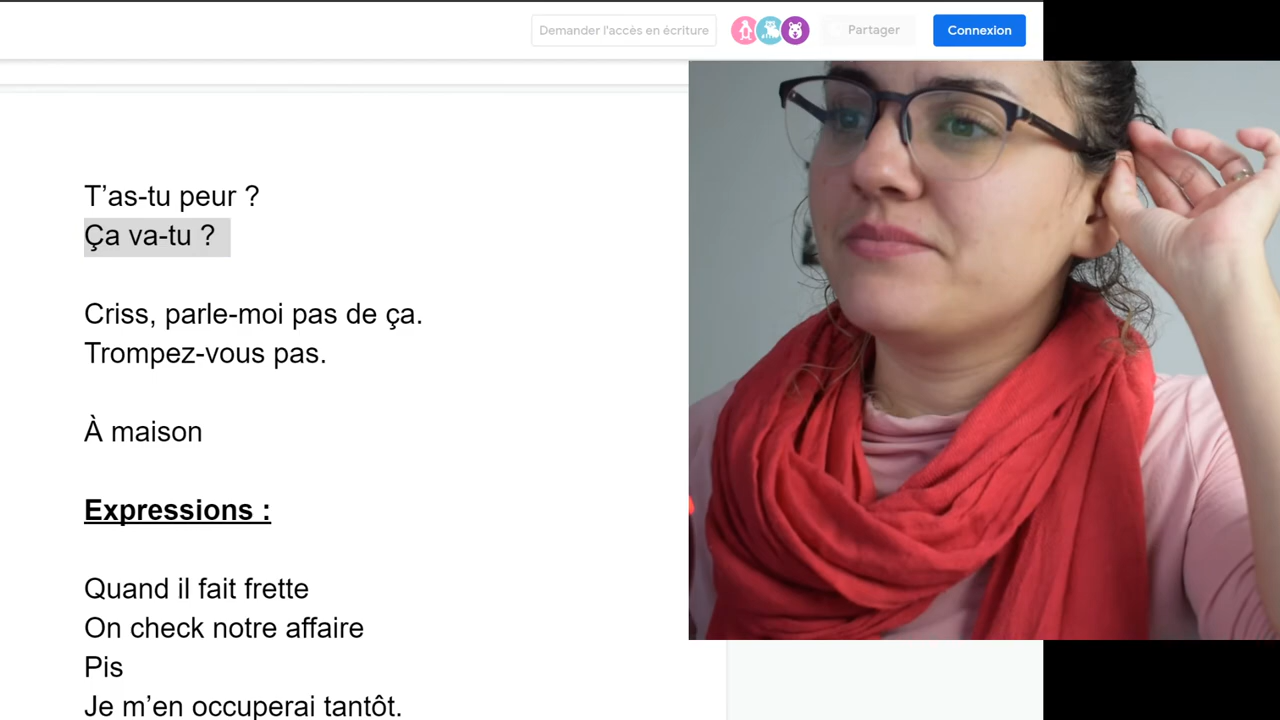 Demander l'accès en écriture
Partager
Connexion
T’as-tu peur ?
Ça va-tu ?
Criss, parle-moi pas de ça.
Trompez-vous pas.
À maison
Expressions :
Quand il fait frette
On check notre affaire
Pis
Je m’en occuperai tantôt.